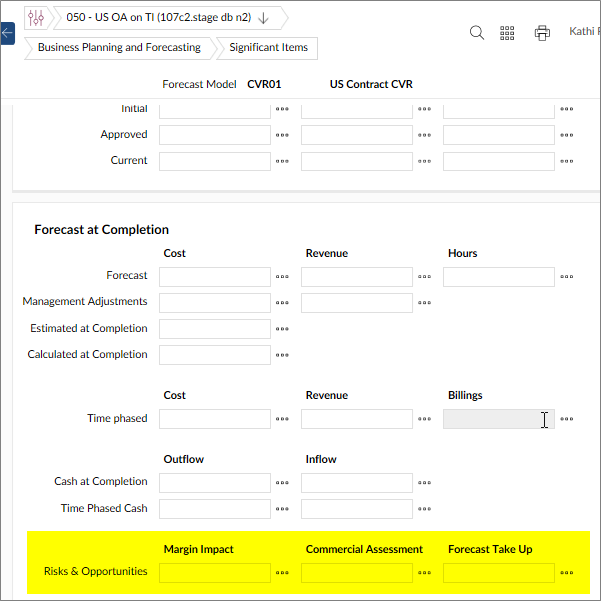 050 - US OA on TI (107c2.stage db n2)
Kathi
Business Planning and Forecasting Significant Items
Forecast Model CVR01 US Contract CVR
Initial
Approved
Current
Forecast at Completion
Cost Revenue Hours
Forecast
Management Adjustments
Estimated at Completion
Calculated at Completion
Cost Revenue Billings
Time phased
Outflow Inflow
Cash at Completion
Time Phased Cash
Margin Impact Commercial Assessment Forecast Take Up
Risks & Opportunities